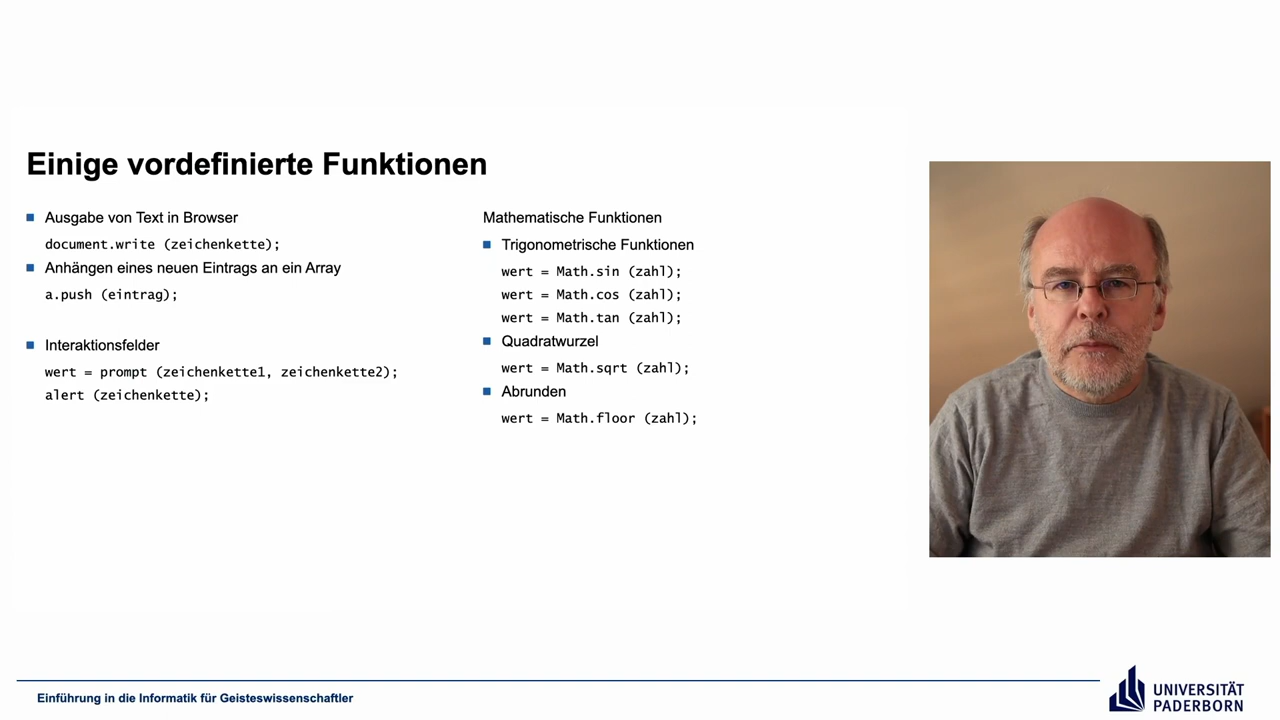 Einige vordefinierte Funktionen
Ausgabe von Text in Browser
document.write (zeichenkette);
Anhängen eines neuen Eintrags an ein Array
a.push (eintrag);
Interaktionsfelder
wert = prompt (zeichenkette1, zeichenkette2);
alert (zeichenkette);
Mathematische Funktionen
Trigonometrische Funktionen
wert = Math.sin (zahl);
wert = Math.cos (zahl);
wert = Math.tan (zahl);
Quadratwurzel
wert = Math.sqrt (zahl);
Abrunden
wert = Math.floor (zahl);
Einführung in die Informatik für Geisteswissenschaftler
UNIVERSITÄT
PADERBORN